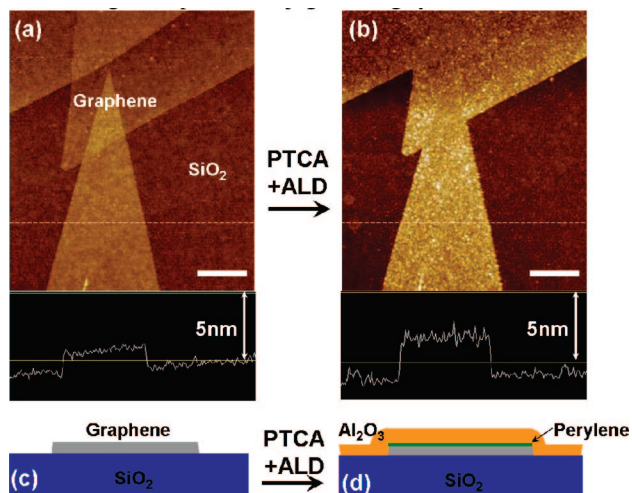 (a)
Graphene
SiO₂
PTCA
+ALD
(b)
5nm
5nm
Graphene
SiO₂
(c)
PTCA
+ALD
Al₂O₃
Perylene
SiO₂
(d)